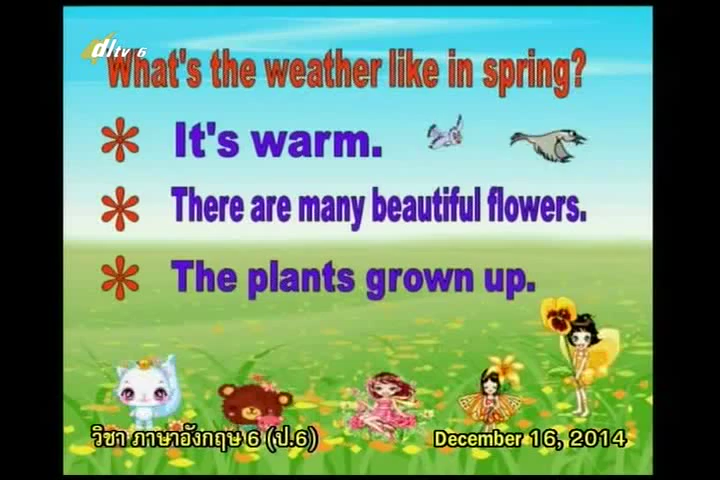 dltv 6
What's the weather like in spring?
* It's warm.
* There are many beautiful flowers.
* The plants grown up.
วิชา ภาษาอังกฤษ 6 (ป.6)
December 16, 2014